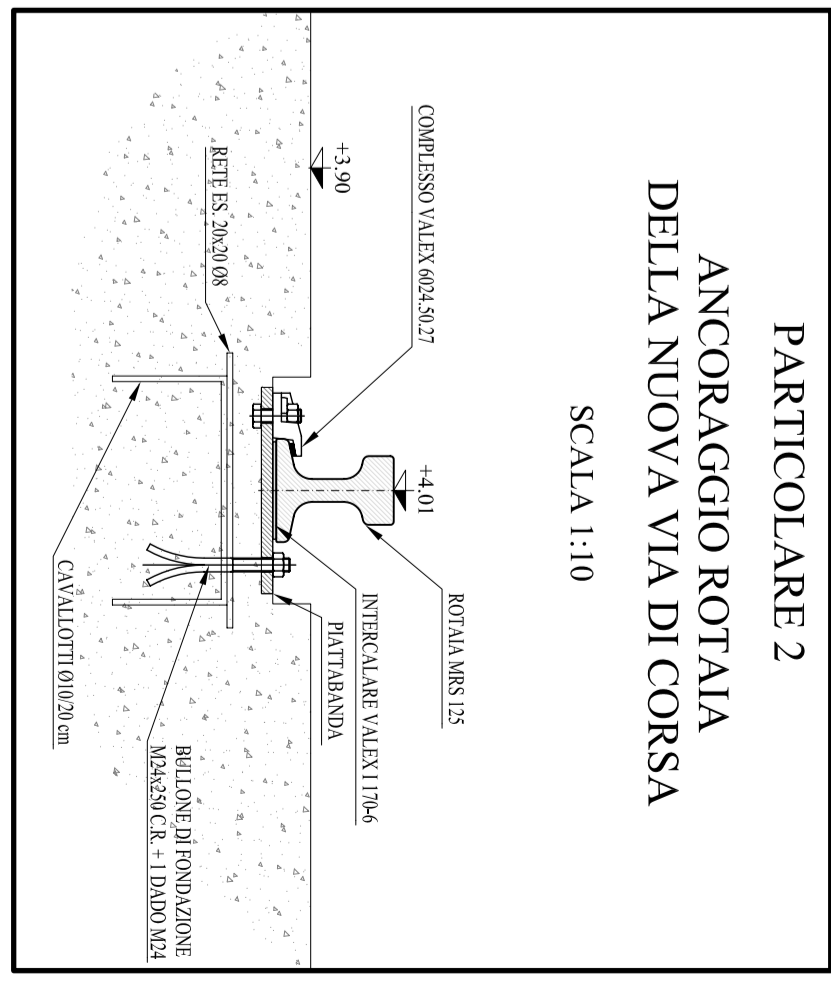 PARTICOLARE 2
ANCORAGGIO ROTAIA
DELLA NUOVA VIA DI CORSA
SCALA 1:10
COMPLESSO VALEX 6024.50.27
+3.90
RETE ES. 20x20 Ø8
+4.01
ROTAIA MRS 125
INTERCALARE VALEX I 170-6
PIATTABANDA
BULLONE DI FONDAZIONE
M24x250 C.R. + 1 DADO M24
CAVALLOTTI Ø10/20 cm